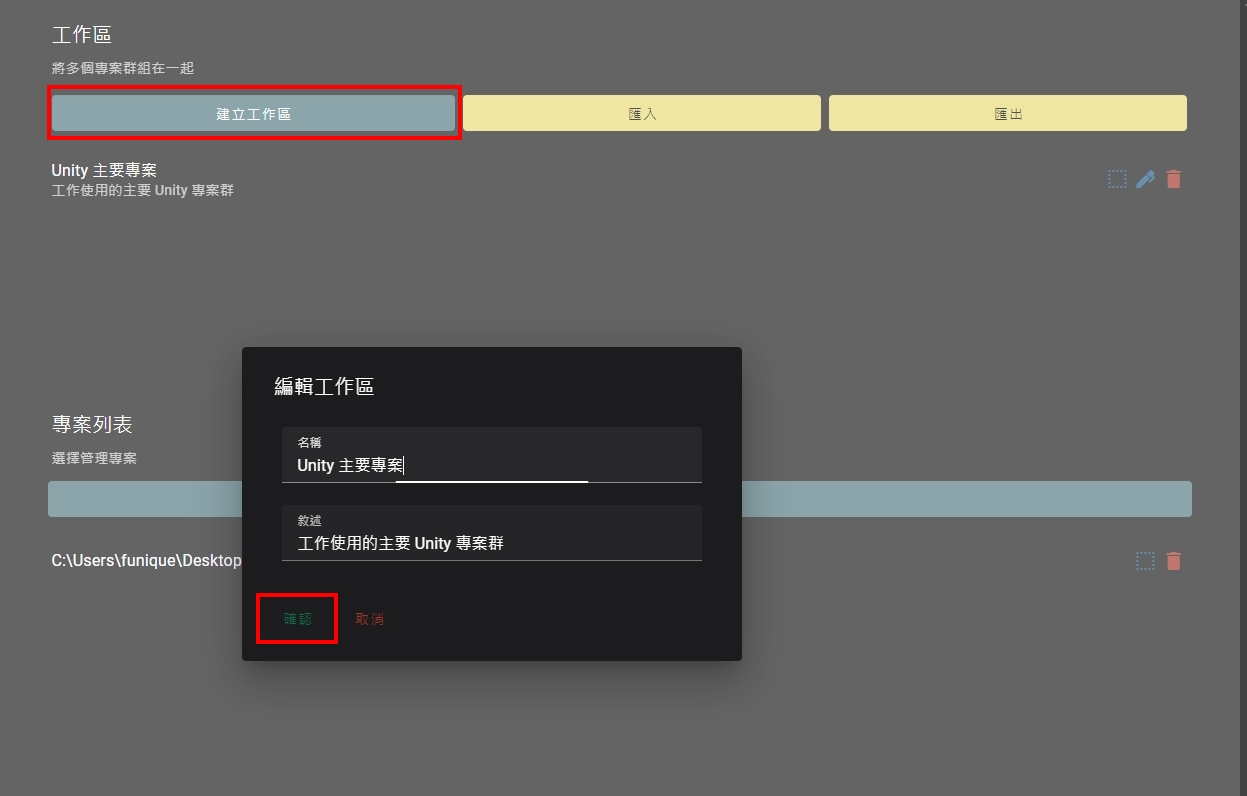 工作區
將多個專案群組在一起
建立工作區
匯入
匯出
Unity 主要專案
工作使用的主要 Unity 專案群
編輯工作區
名稱
Unity 主要專案
敘述
工作使用的主要 Unity 專案群
確認
取消
專案列表
選擇管理專案
C:\Users\funique\Desktop